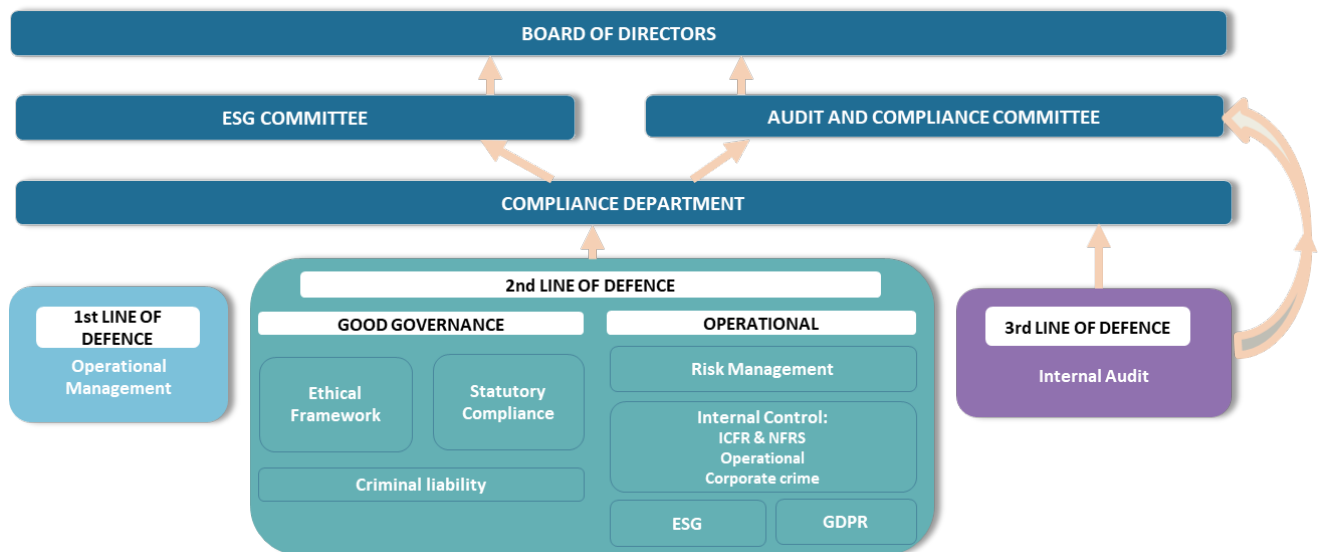 BOARD OF DIRECTORS
ESG COMMITTEE
AUDIT AND COMPLIANCE COMMITTEE
COMPLIANCE DEPARTMENT
1st LINE OF
DEFENCE
Operational
Management
2nd LINE OF DEFENCE
GOOD GOVERNANCE
Ethical
Framework
Statutory
Compliance
Criminal liability
OPERATIONAL
Risk Management
Internal Control:
ICFR & NFRS
Operational
Corporate crime
ESG
GDPR
3rd LINE OF DEFENCE
Internal Audit